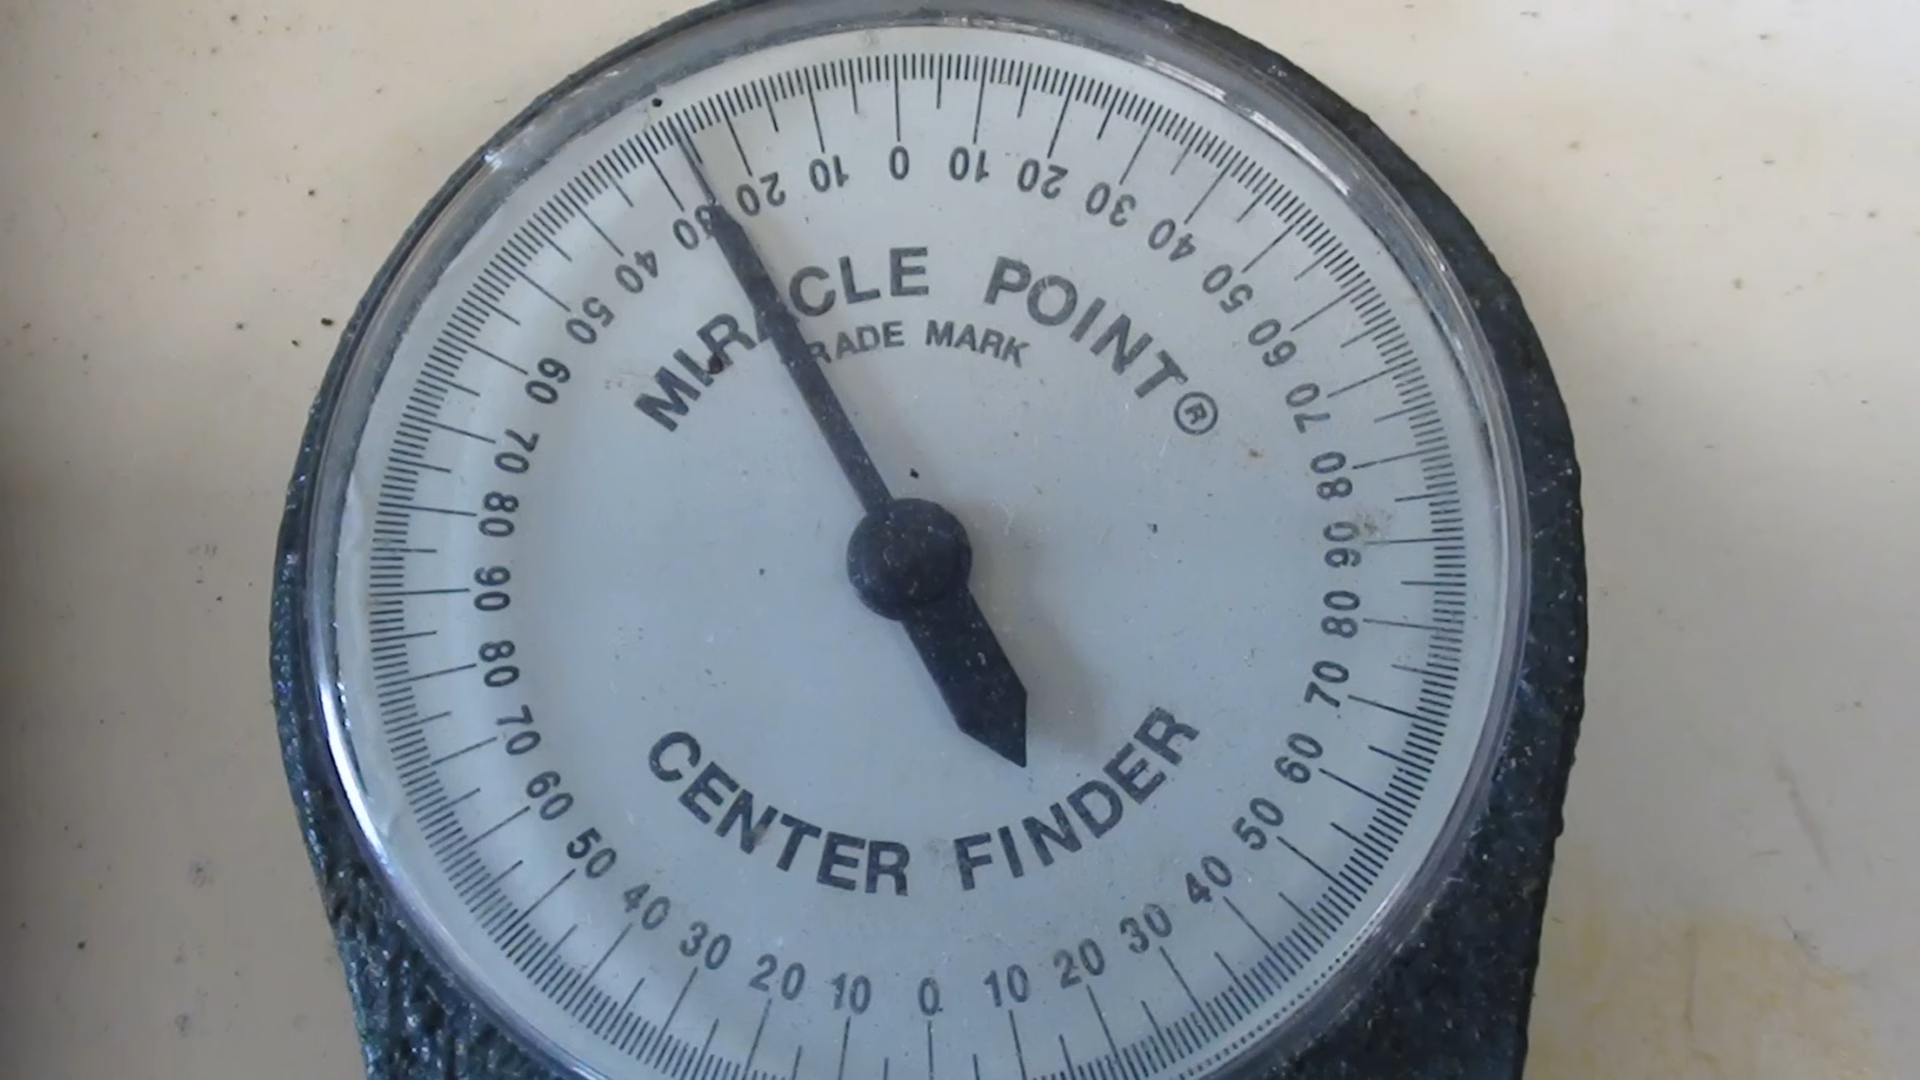 MIRACLE POINT®
TRADE MARK
CENTER FINDER
0 10 20 30 40 50 60 70 80 90 80 70 60 50 40 30 20 10 0 10 20 30 40 50 60 70 80 90 80 70 60 50 40 30 20 10